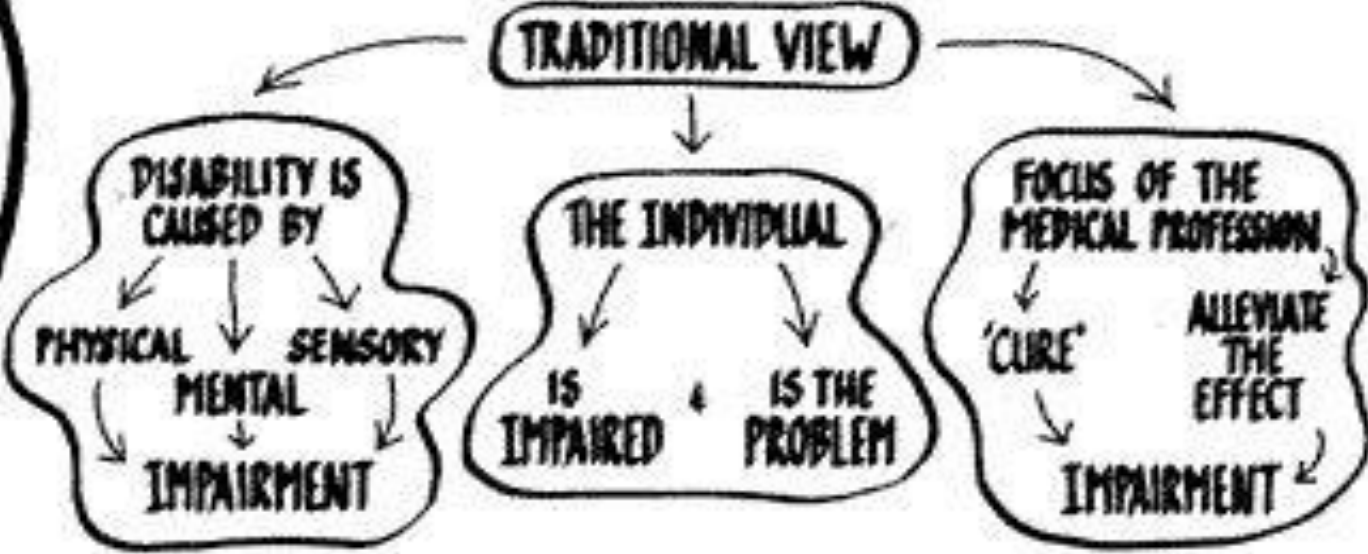 TRADITIONAL VIEW
DISABILITY IS
CAUSED BY
PHYSICAL
SENSORY
MENTAL
IMPAIRMENT
THE INDIVIDUAL
IS
IMPAIRED
&
IS THE
PROBLEM
FOCUS OF THE
MEDICAL PROFESSION
'CURE'
ALLEVIATE
THE
EFFECT
IMPAIRMENT